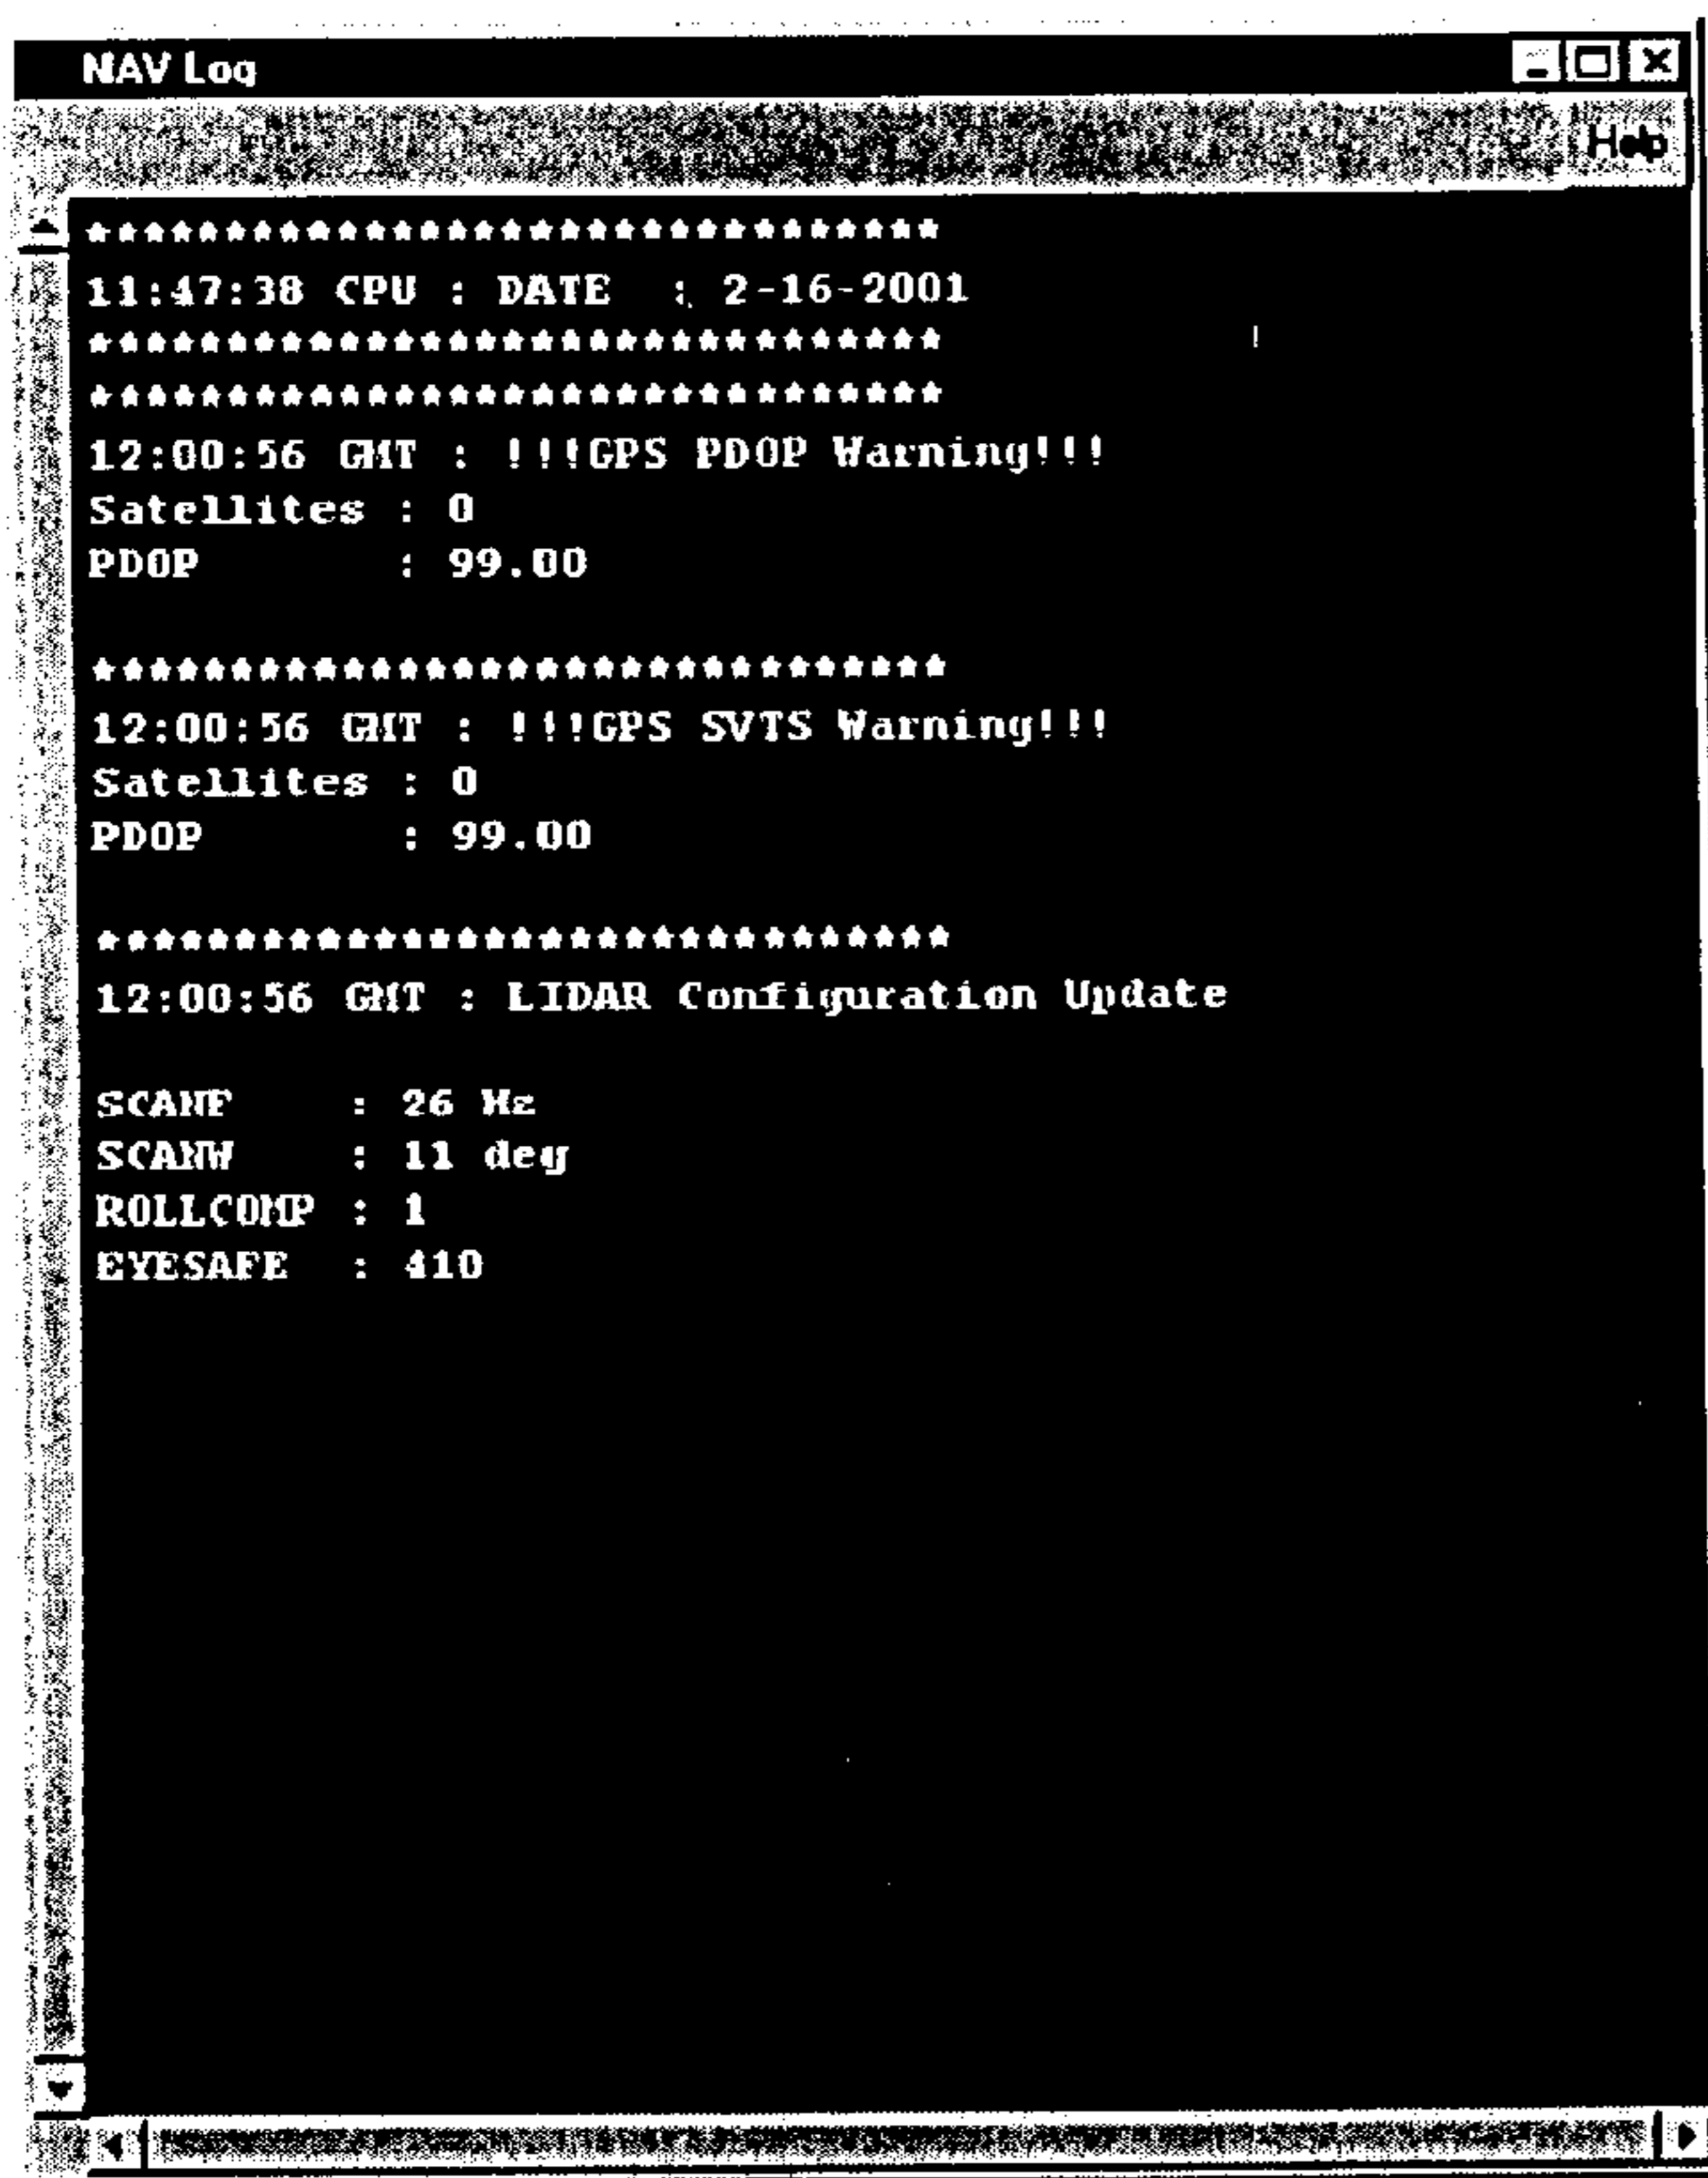 NAV Log
Help
*******************************
11:47:38 CPU : DATE  : 2-16-2001
*******************************
*******************************
12:00:56 GMT : !!!GPS PDOP Warning!!!
Satellites : 0
PDOP       : 99.00
*******************************
12:00:56 GMT : !!!GPS SVTS Warning!!!
Satellites : 0
PDOP       : 99.00
*******************************
12:00:56 GMT : LIDAR Configuration Update
SCANF    : 26 Hz
SCANW    : 11 deg
ROLLCOMP : 1
EYESAFE  : 410